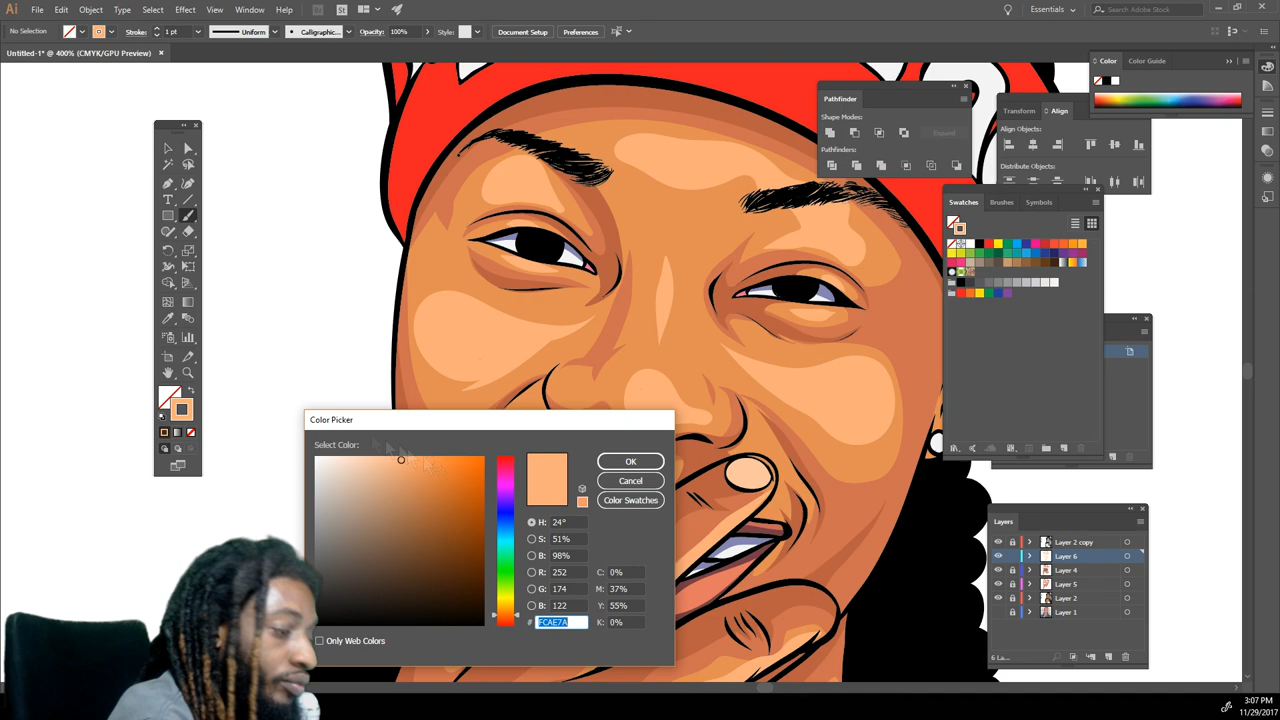 Ai File Edit Object Type Select Effect View Window Help Br St Essentials Search Adobe Stock
No Selection Stroke: 1 pt Uniform Calligraphic... Opacity: 100% Style: Document Setup Preferences
Untitled-1* @ 400% (CMYK/GPU Preview) ×
Color Color Guide
Pathfinder
Shape Modes:
Expand
Pathfinders:
Transform Align
Align Objects:
Distribute Objects:
Swatches Brushes Symbols
Color Picker
Select Color:
OK
Cancel
Color Swatches
H: 24°
S: 51%
B: 98%
R: 252 C: 0%
G: 174 M: 37%
B: 122 Y: 55%
# FCAE7A K: 0%
Only Web Colors
Layers
Layer 2 copy
Layer 6
Layer 4
Layer 5
Layer 2
Layer 1
6 La...
3:07 PM
11/29/2017